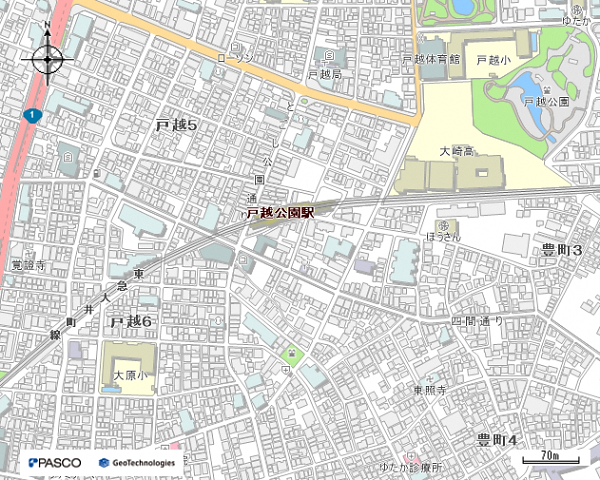 N
1
ローソン
戸越局
戸越体育館
戸越小
ゆたか
戸越公園
戸越5
大崎高
とごし公園通
戸越公園駅
ほうさん
豊町3
覚證寺
東急大井町線
戸越6
四間通り
大原小
東照寺
豊町4
ゆたか診療所
70m
PASCO
GeoTechnologies